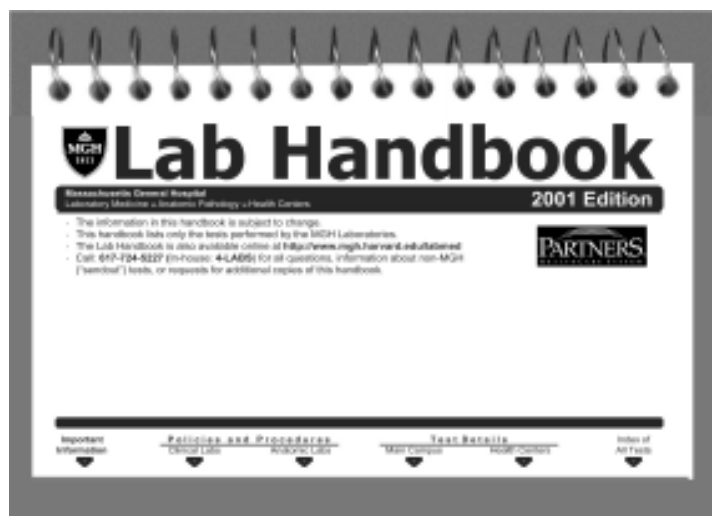 MGH
1811
Lab Handbook
Massachusetts General Hospital
Laboratory Medicine • Anatomic Pathology • Health Centers
2001 Edition
- The information in this handbook is subject to change.
- This handbook lists only the tests performed by the MGH Laboratories.
- The Lab Handbook is also available online at http://www.mgh.harvard.edu/labmed
- Call: 617-724-5227 (In-house: 4-LABS) for all questions, information about non-MGH
("sendout") tests, or requests for additional copies of this handbook.
PARTNERS.
HEALTHCARE SYSTEM
Important
Information
Policies and Procedures
Clinical Labs
Anatomic Labs
Test Details
Main Campus
Health Centers
Index of
All Tests